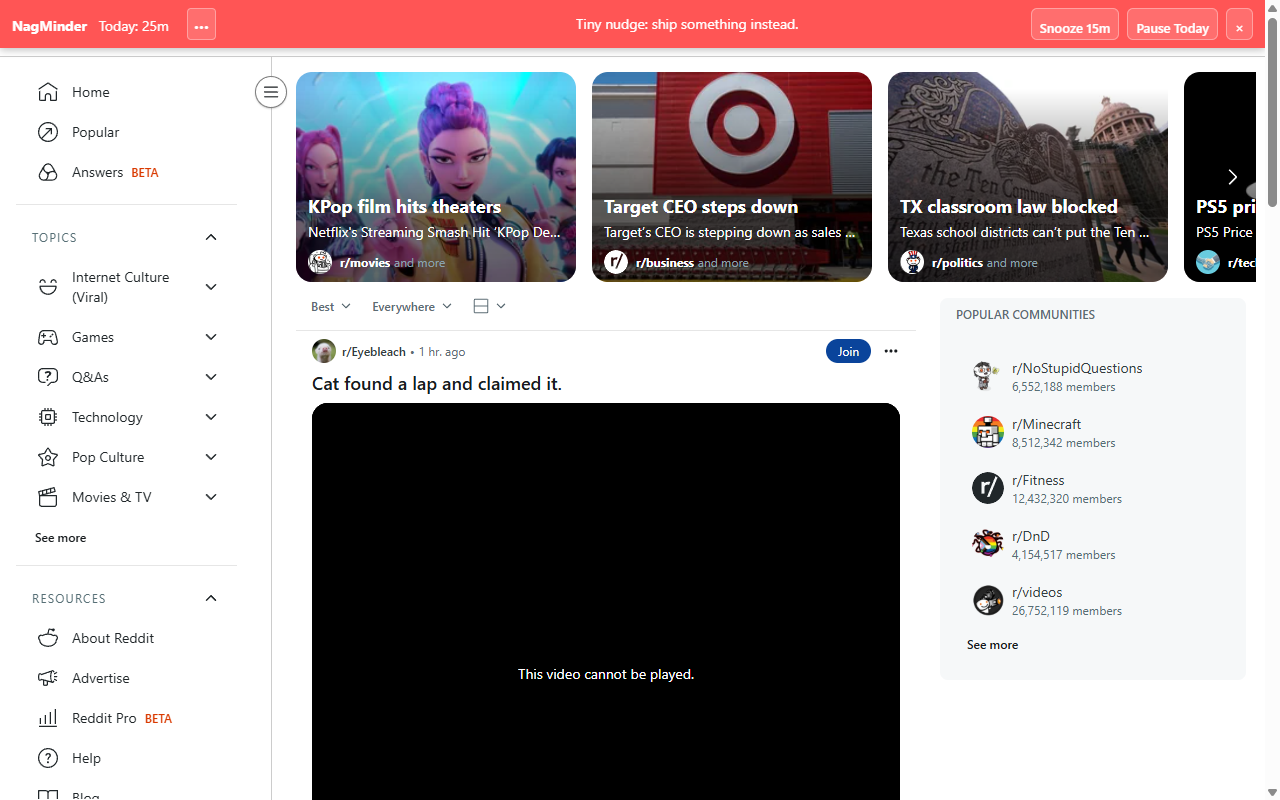 NagMinder Today: 25m ... Tiny nudge: ship something instead. Snooze 15m Pause Today ×
Home
Popular
Answers BETA
TOPICS
Internet Culture
(Viral)
Games
Q&As
Technology
Pop Culture
Movies & TV
See more
RESOURCES
About Reddit
Advertise
Reddit Pro BETA
Help
Blog
KPop film hits theaters
Netflix's Streaming Smash Hit ‘KPop De...
r/movies and more
Target CEO steps down
Target’s CEO is stepping down as sales ...
r/business and more
the Ten Comma
TX classroom law blocked
Texas school districts can’t put the Ten ...
r/politics and more
PS5 pri
PS5 Price
r/tec
Best Everywhere
r/Eyebleach • 1 hr. ago Join
Cat found a lap and claimed it.
This video cannot be played.
POPULAR COMMUNITIES
r/NoStupidQuestions
6,552,188 members
r/Minecraft
8,512,342 members
r/
r/Fitness
12,432,320 members
r/DnD
4,154,517 members
r/videos
26,752,119 members
See more